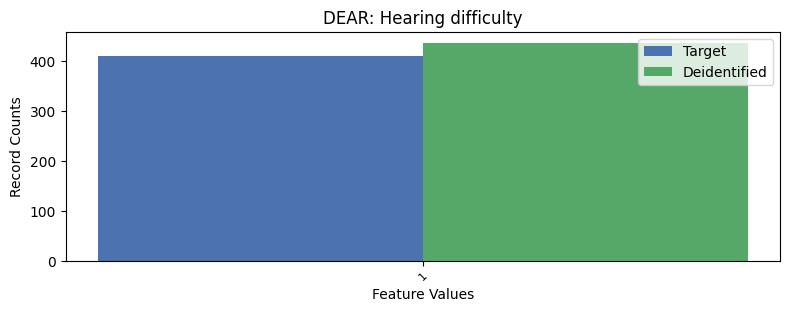 DEAR: Hearing difficulty
Target
Deidentified
Record Counts
400
300
200
100
0
1
Feature Values